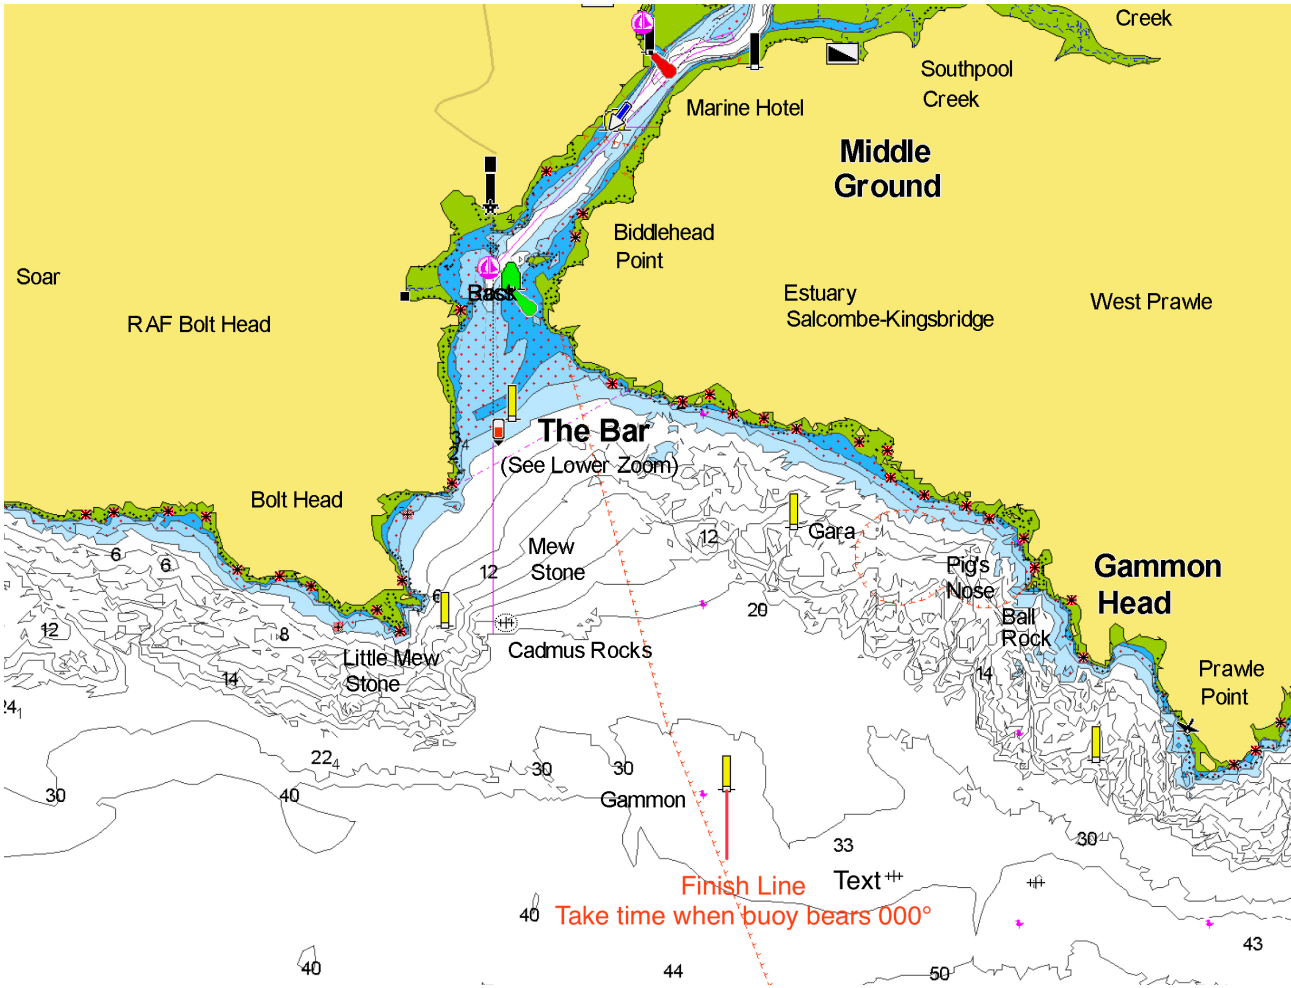 Creek
Southpool
Creek
Marine Hotel
Middle
Ground
Biddlehead
Point
Soar
Estuary
Salcombe-Kingsbridge
West Prawle
RAF Bolt Head
The Bar
(See Lower Zoom)
Bolt Head
Gara
12
Mew
Stone
6
6
12
Pig's
Nose
Gammon
Head
6
20
Ball
Rock
12
8
Cadmus Rocks
Little Mew
Stone
14
14
Prawle
Point
24₁
22₄
30
30
30
40
Gammon
30
33
Text
Finish Line
Take time when buoy bears 000°
40
43
40
44
50